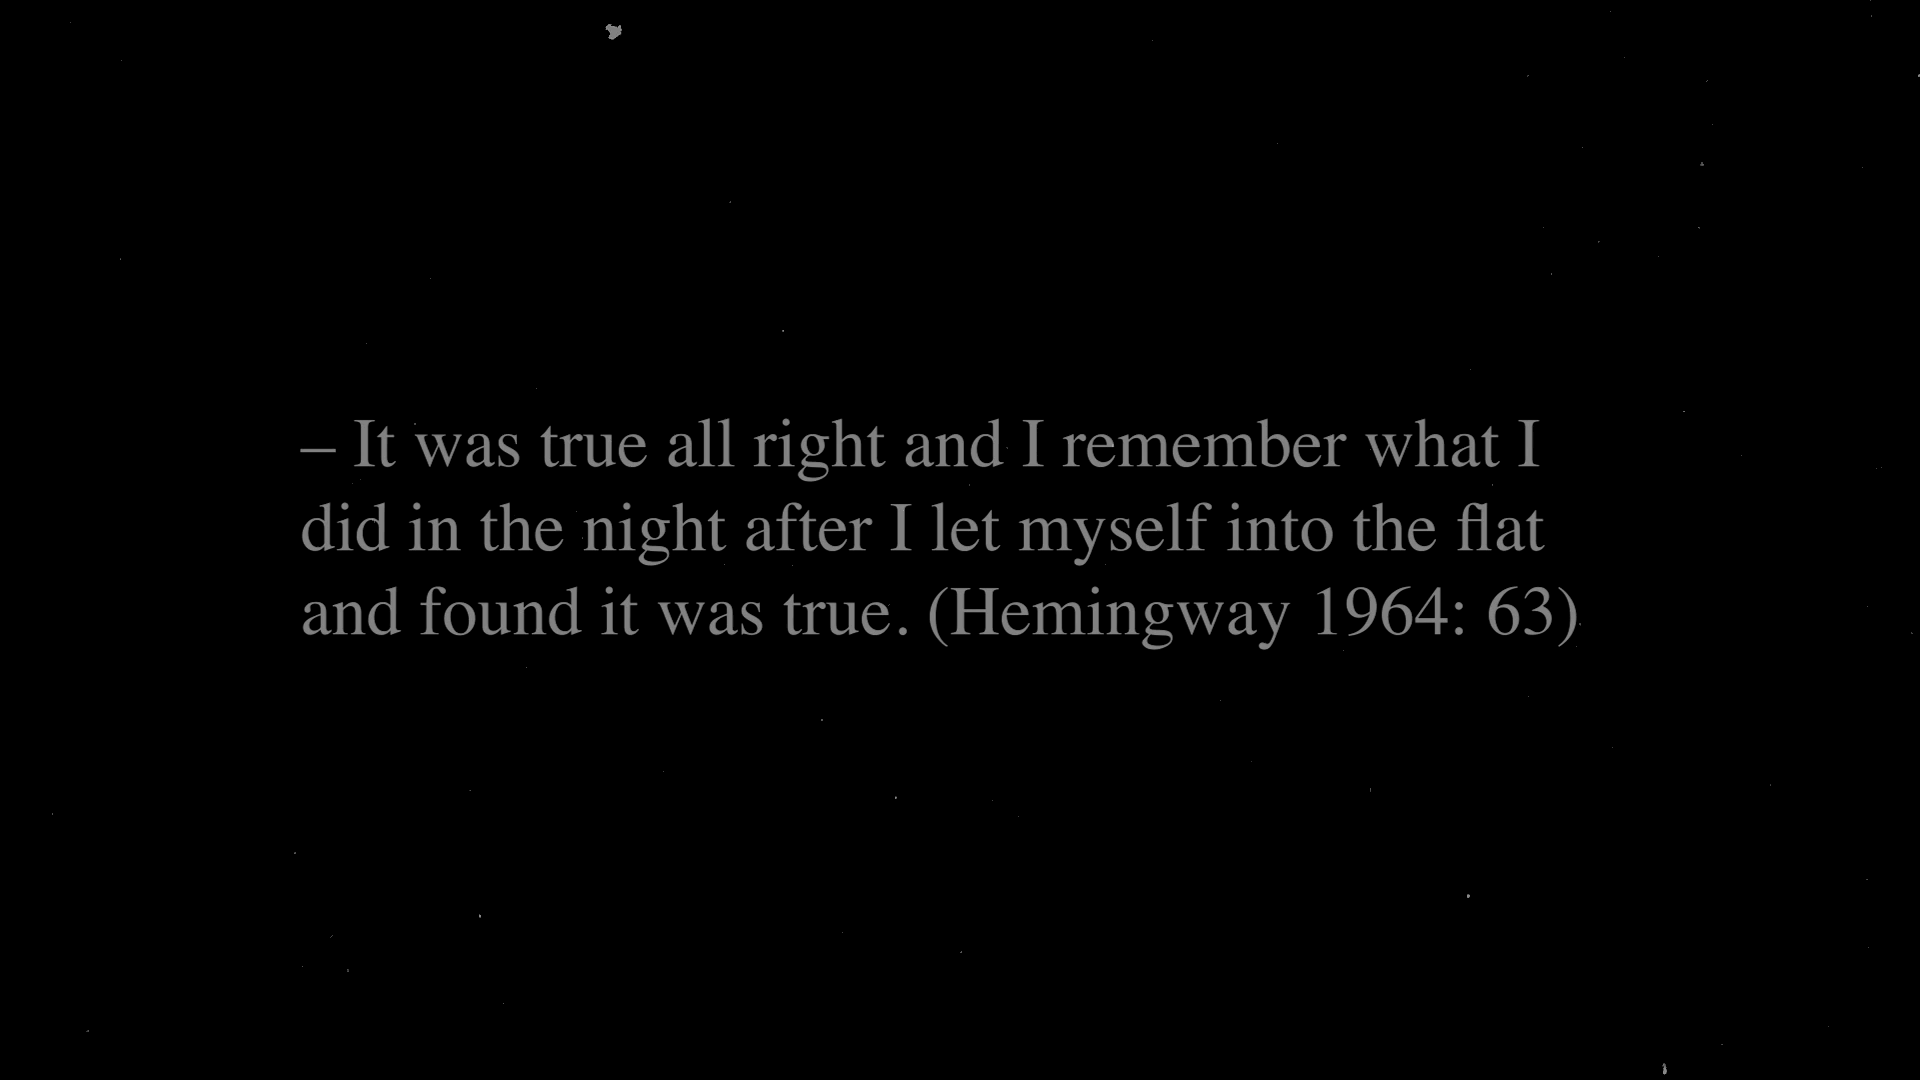 – It was true all right and I remember what I
did in the night after I let myself into the flat
and found it was true. (Hemingway 1964: 63)